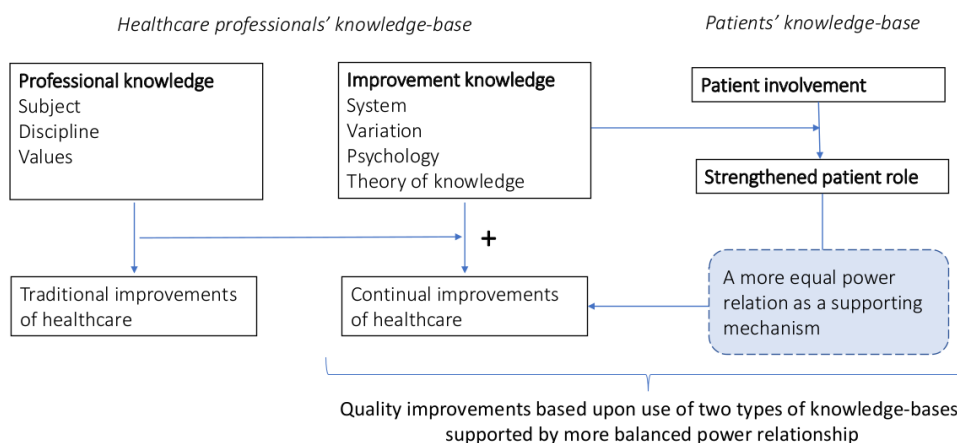 Healthcare professionals’ knowledge-base
Patients’ knowledge-base
Professional knowledge
Subject
Discipline
Values
Improvement knowledge
System
Variation
Psychology
Theory of knowledge
Patient involvement
Strengthened patient role
+
Traditional improvements
of healthcare
Continual improvements
of healthcare
A more equal power
relation as a supporting
mechanism
Quality improvements based upon use of two types of knowledge-bases
supported by more balanced power relationship